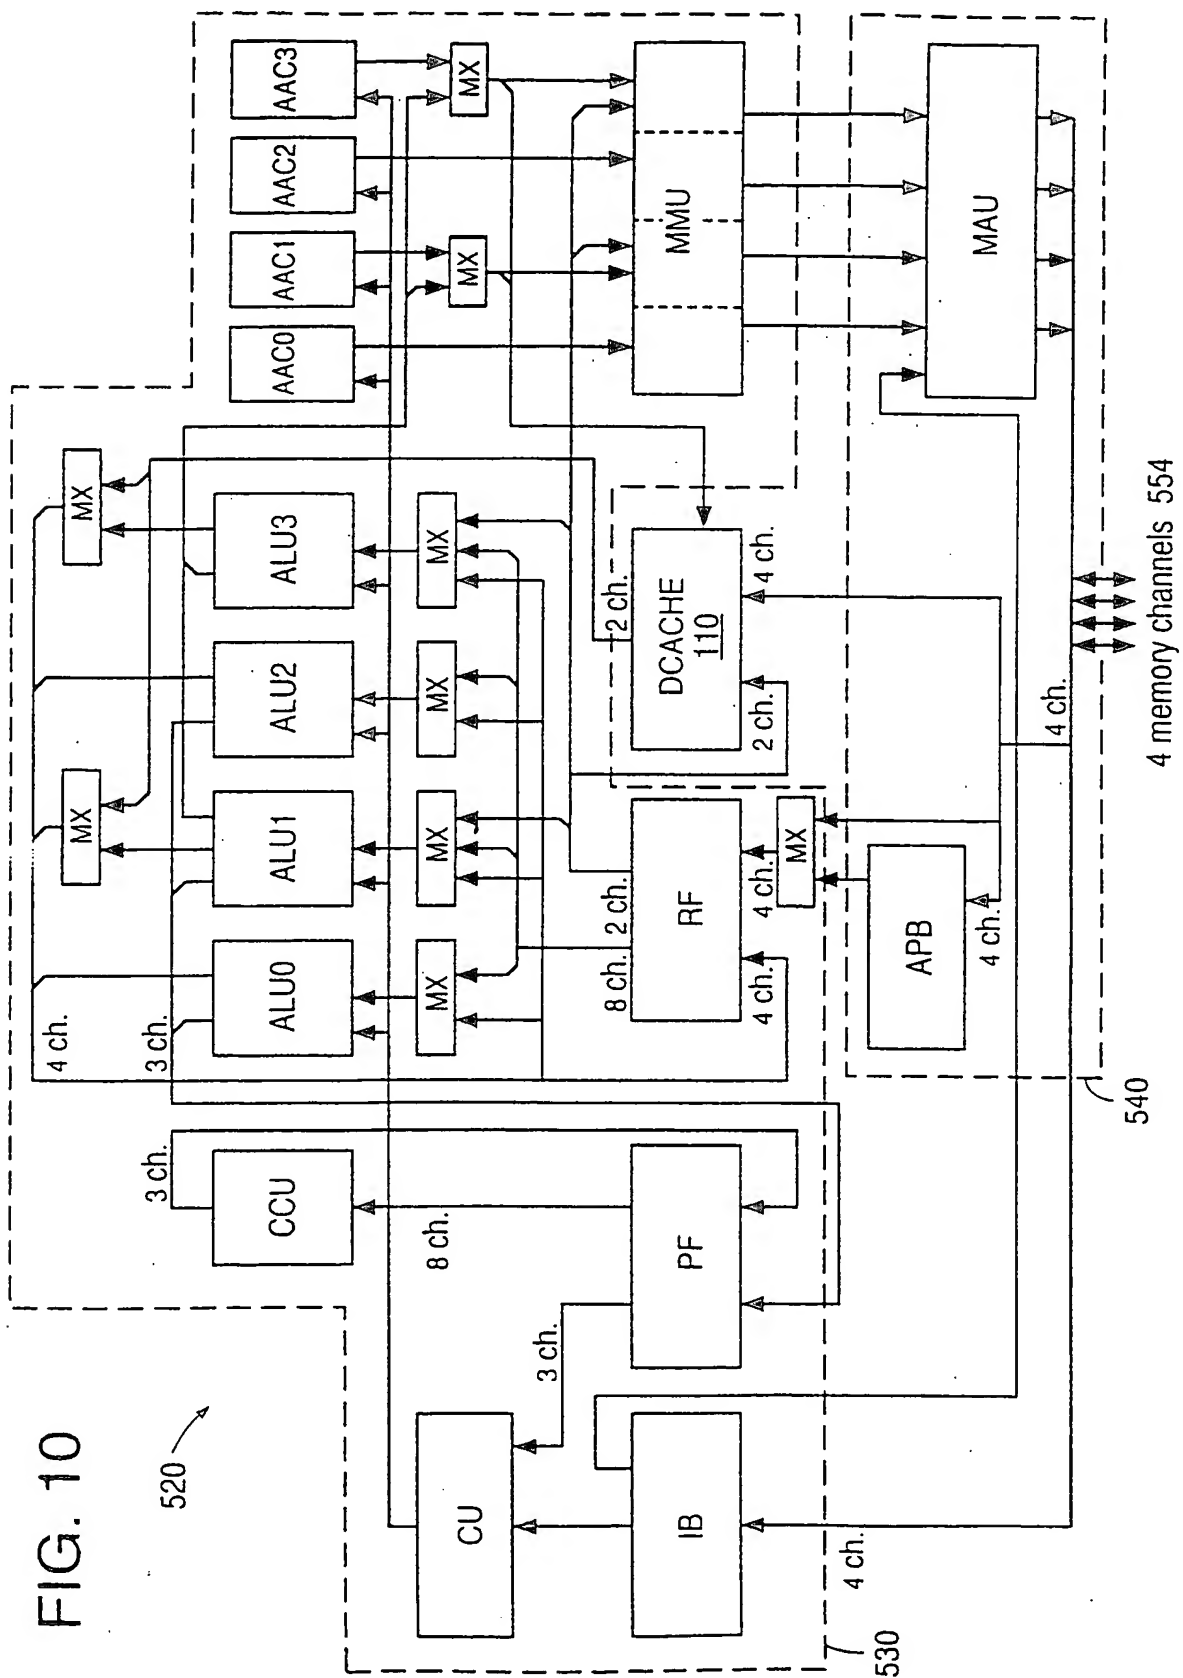 FIG. 10
520
4 ch.
MX
MX
3 ch.
3 ch.
CCU
ALU0
ALU1
ALU2
ALU3
AAC0
AAC1
AAC2
AAC3
CU
8 ch.
MX
MX
MX
MX
MX
MX
3 ch.
8 ch.
2 ch.
2 ch.
IB
PF
RF
DCACHE
110
MMU
4 ch.
4 ch.
2 ch.
4 ch.
MX
530
4 ch.
APB
4 ch.
MAU
4 ch.
540
4 memory channels 554